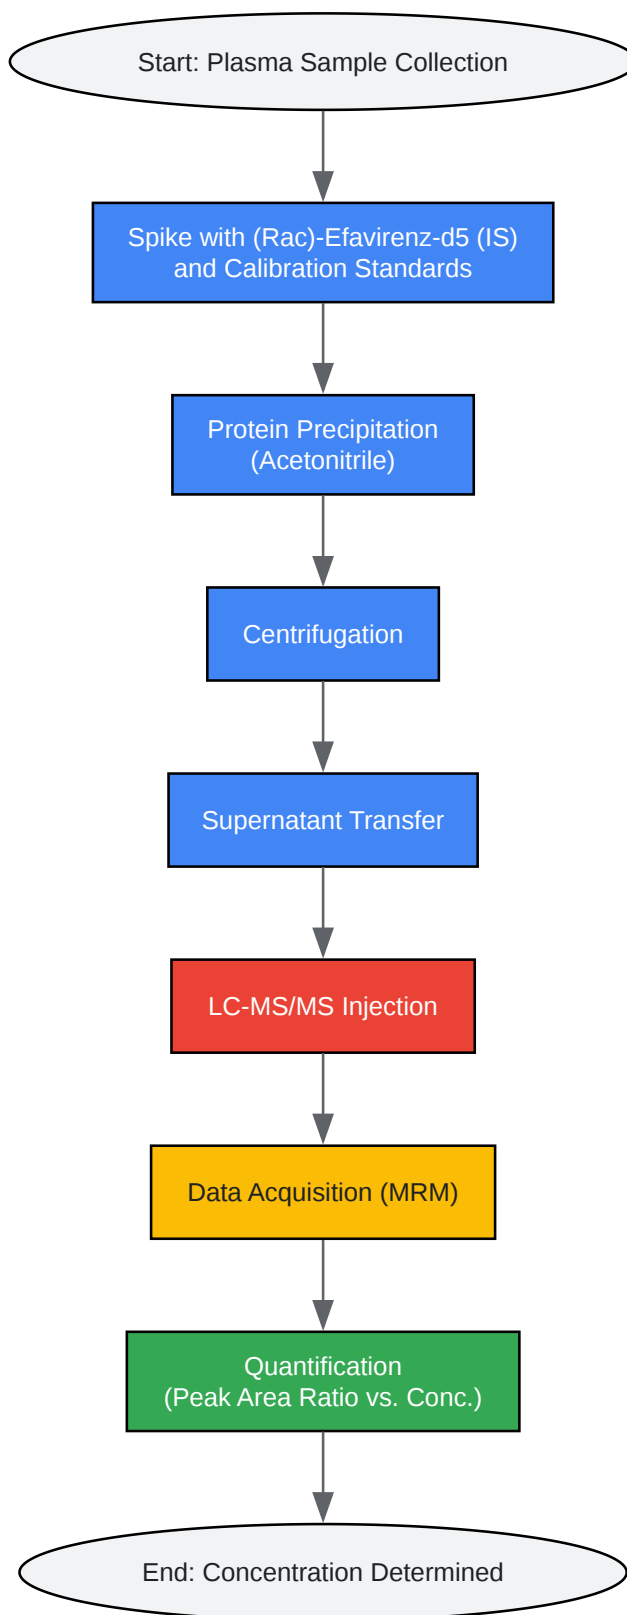 Start: Plasma Sample Collection
Spike with (Rac)-Efavirenz-d5 (IS)
and Calibration Standards
Protein Precipitation
(Acetonitrile)
Centrifugation
Supernatant Transfer
LC-MS/MS Injection
Data Acquisition (MRM)
Quantification
(Peak Area Ratio vs. Conc.)
End: Concentration Determined